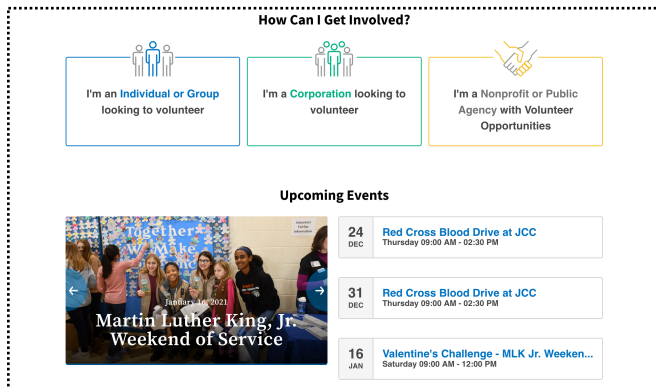 How Can I Get Involved?
I'm an Individual or Group
looking to volunteer
I'm a Corporation looking to
volunteer
I'm a Nonprofit or Public
Agency with Volunteer
Opportunities
Upcoming Events
Volunteer
Further
Information
Together
We Make
January 16, 2021
Martin Luther King, Jr.
Weekend of Service
24
DEC
Red Cross Blood Drive at JCC
Thursday 09:00 AM - 02:30 PM
31
DEC
Red Cross Blood Drive at JCC
Thursday 09:00 AM - 02:30 PM
16
JAN
Valentine's Challenge - MLK Jr. Weeken...
Saturday 09:00 AM - 12:00 PM